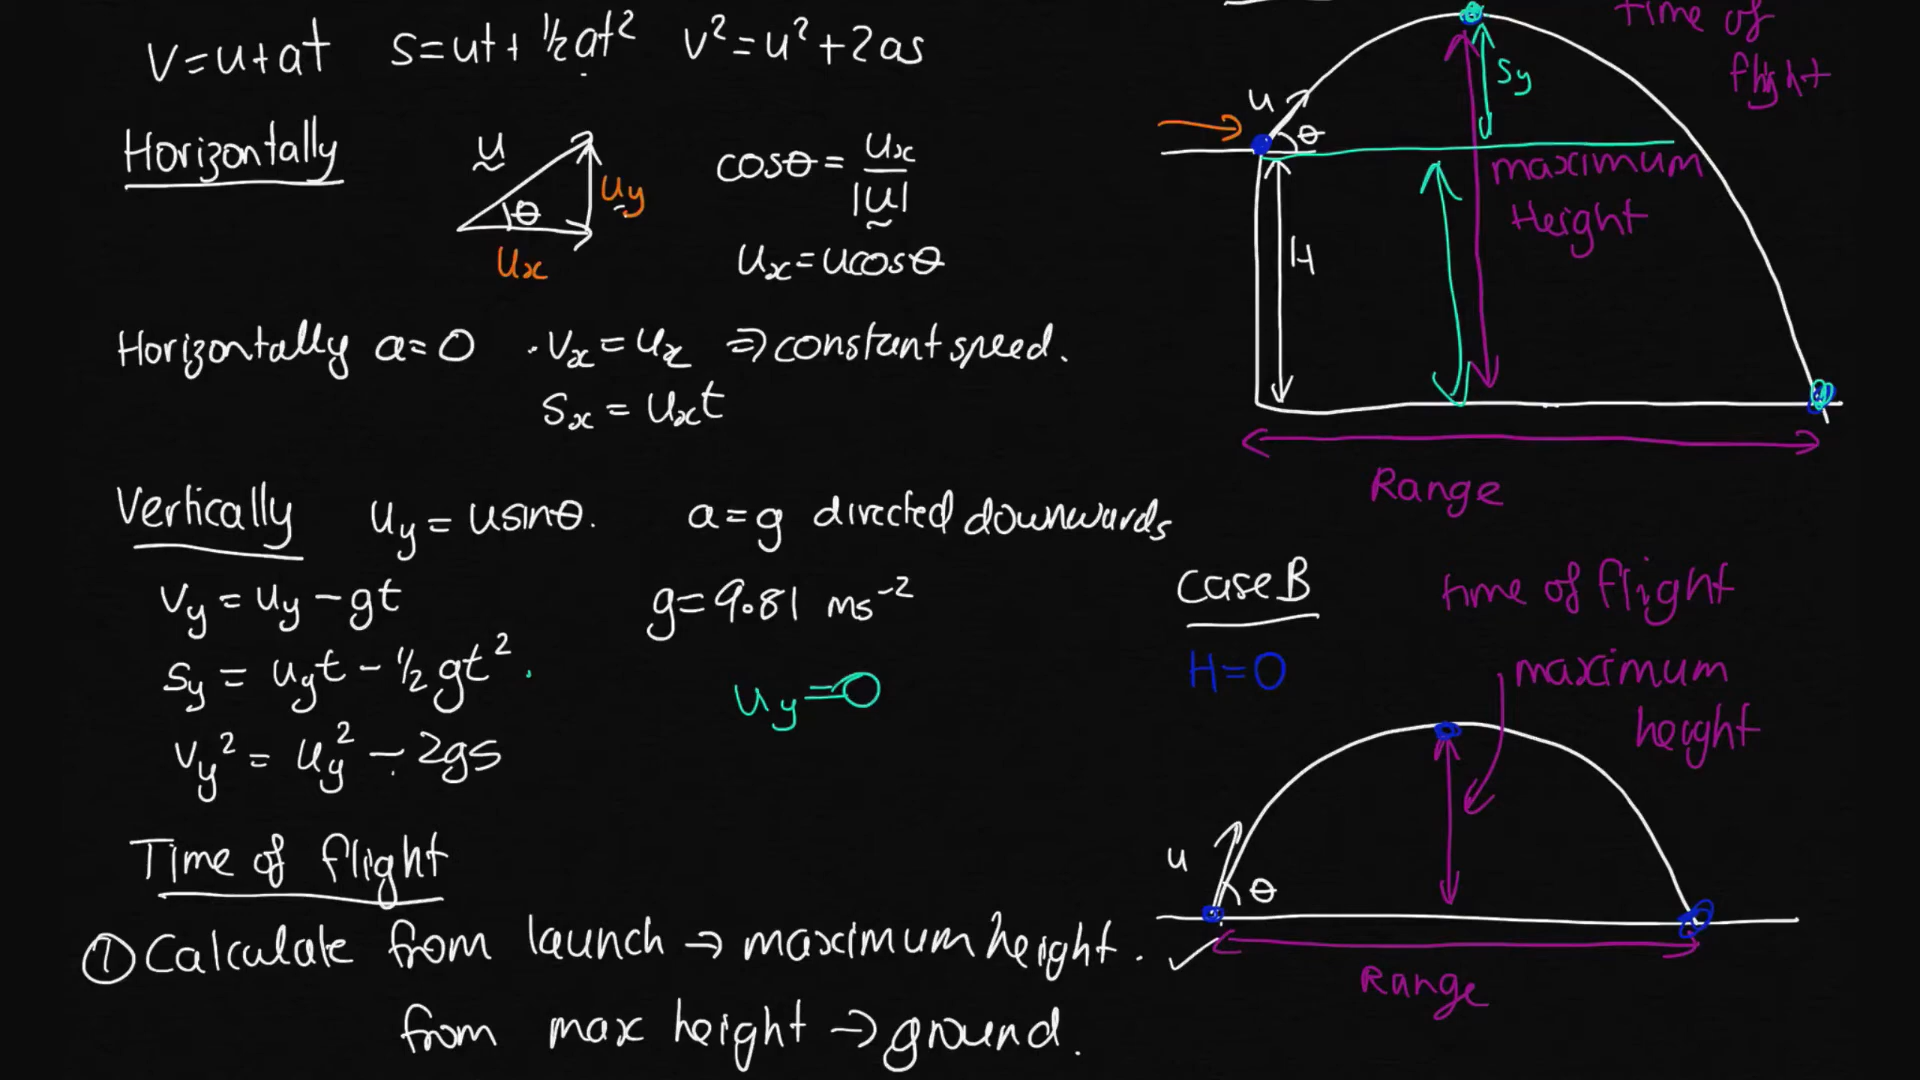 v=u+at s=ut+½at² v²=u²+2as
Horizontally
u
θ
uy
ux
cosθ=ux/|u|
ux=ucosθ
Horizontally a=0 . vx=ux ⇒ constant speed.
sx = uxt
Vertically uy=usinθ. a=g directed downwards
vy=uy-gt g=9.81 ms⁻²
sy = uyt-½gt².
uy=0
vy²= uy²-2gs
Time of flight
① Calculate from launch → maximum height. ✓
from max height → ground.
time of
flight
u
θ
sy
maximum
Height
H
Range
Case B
time of flight
H=0
maximum
height
u
θ
Range